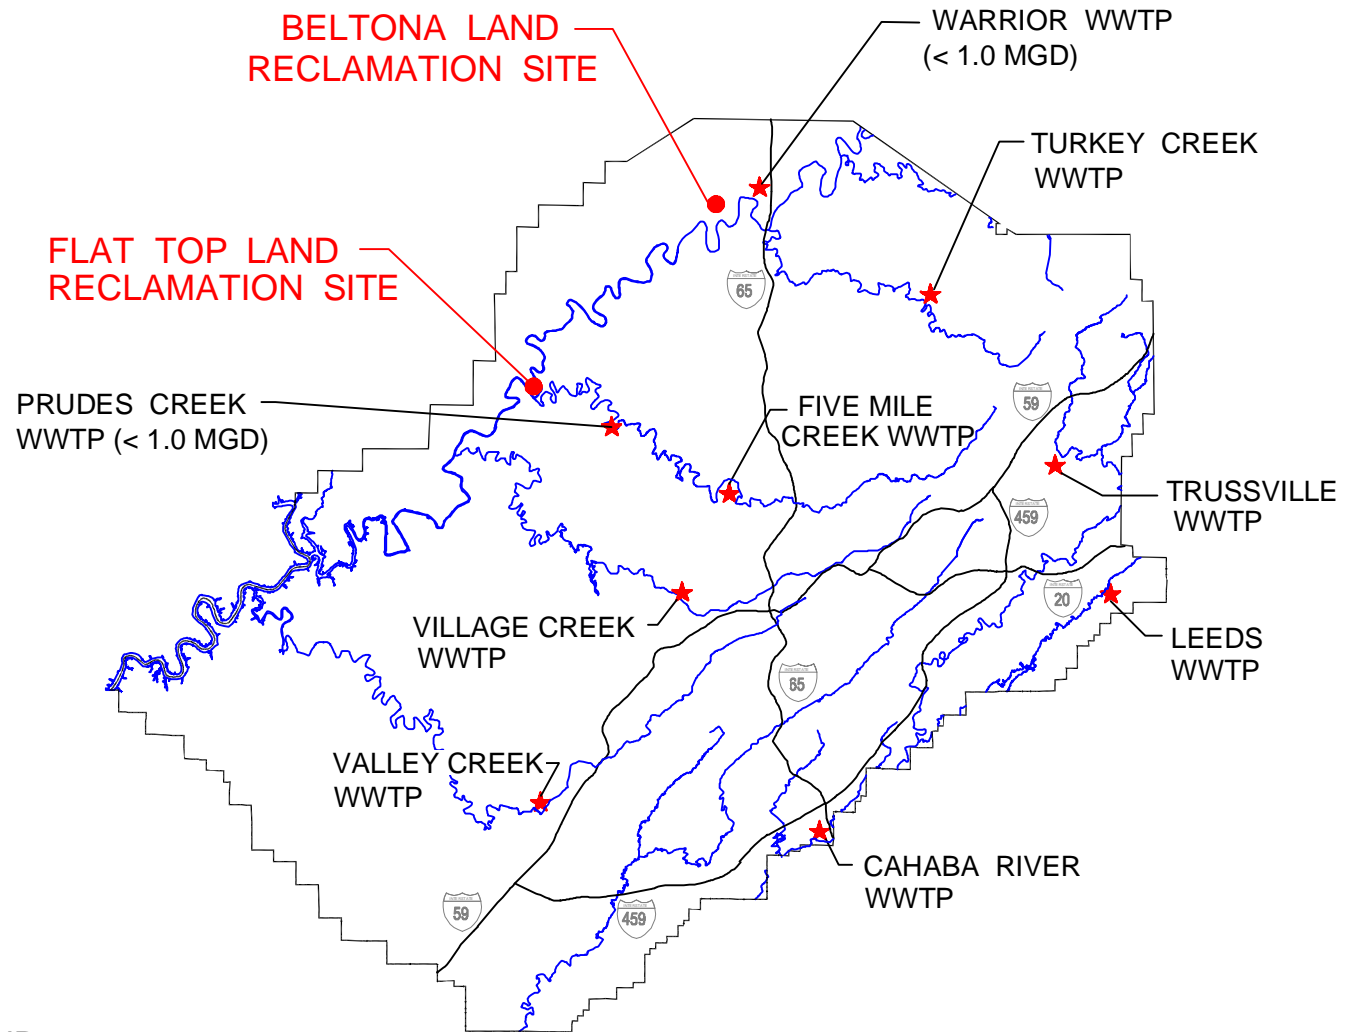 BELTONA LAND
RECLAMATION SITE
WARRIOR WWTP
(< 1.0 MGD)
TURKEY CREEK
WWTP
FLAT TOP LAND
RECLAMATION SITE
65
PRUDES CREEK
WWTP (< 1.0 MGD)
59
FIVE MILE
CREEK WWTP
TRUSSVILLE
WWTP
459
20
VILLAGE CREEK
WWTP
LEEDS
WWTP
65
VALLEY CREEK
WWTP
CAHABA RIVER
WWTP
59
459